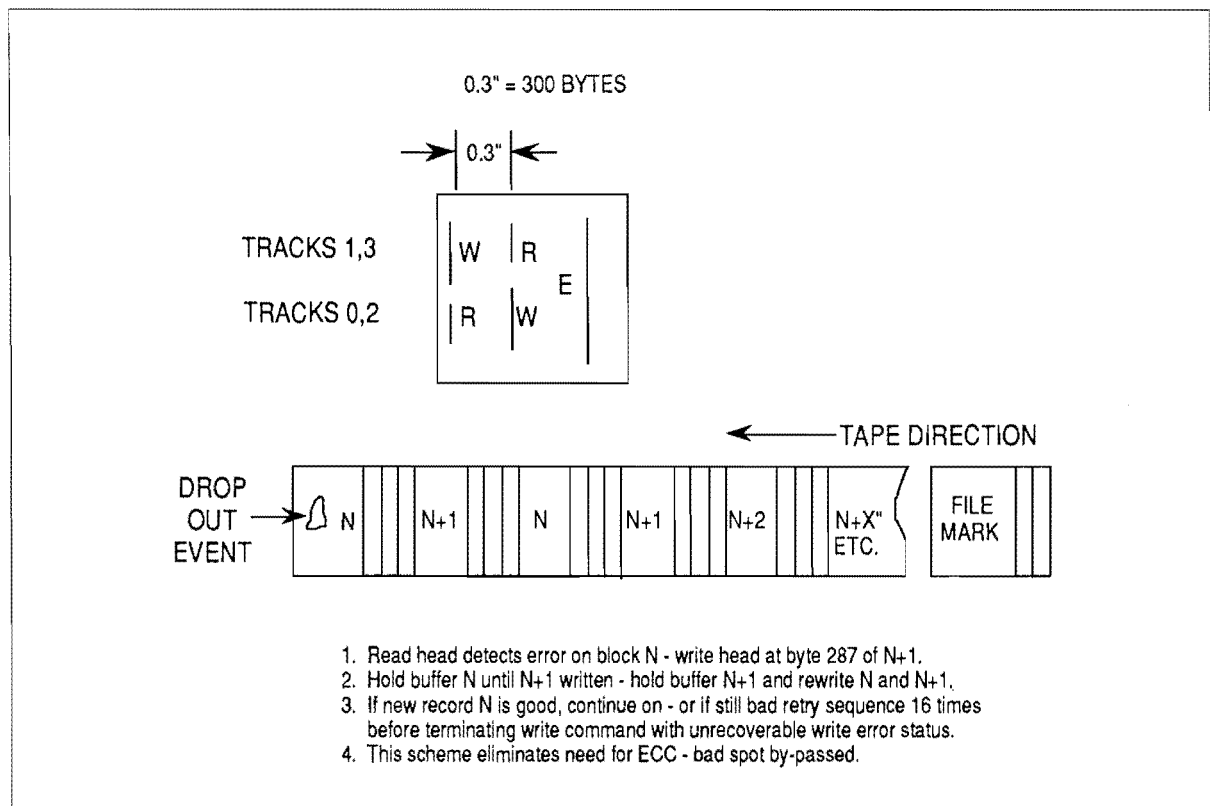 0.3" = 300 BYTES
0.3"
TRACKS 1,3
W
R
E
TRACKS 0,2
R
W
TAPE DIRECTION
DROP
OUT
EVENT
N
N+1
N
N+1
N+2
N+X"
ETC.
FILE
MARK
1. Read head detects error on block N - write head at byte 287 of N+1.
2. Hold buffer N until N+1 written - hold buffer N+1 and rewrite N and N+1.
3. If new record N is good, continue on - or if still bad retry sequence 16 times
before terminating write command with unrecoverable write error status.
4. This scheme eliminates need for ECC - bad spot by-passed.